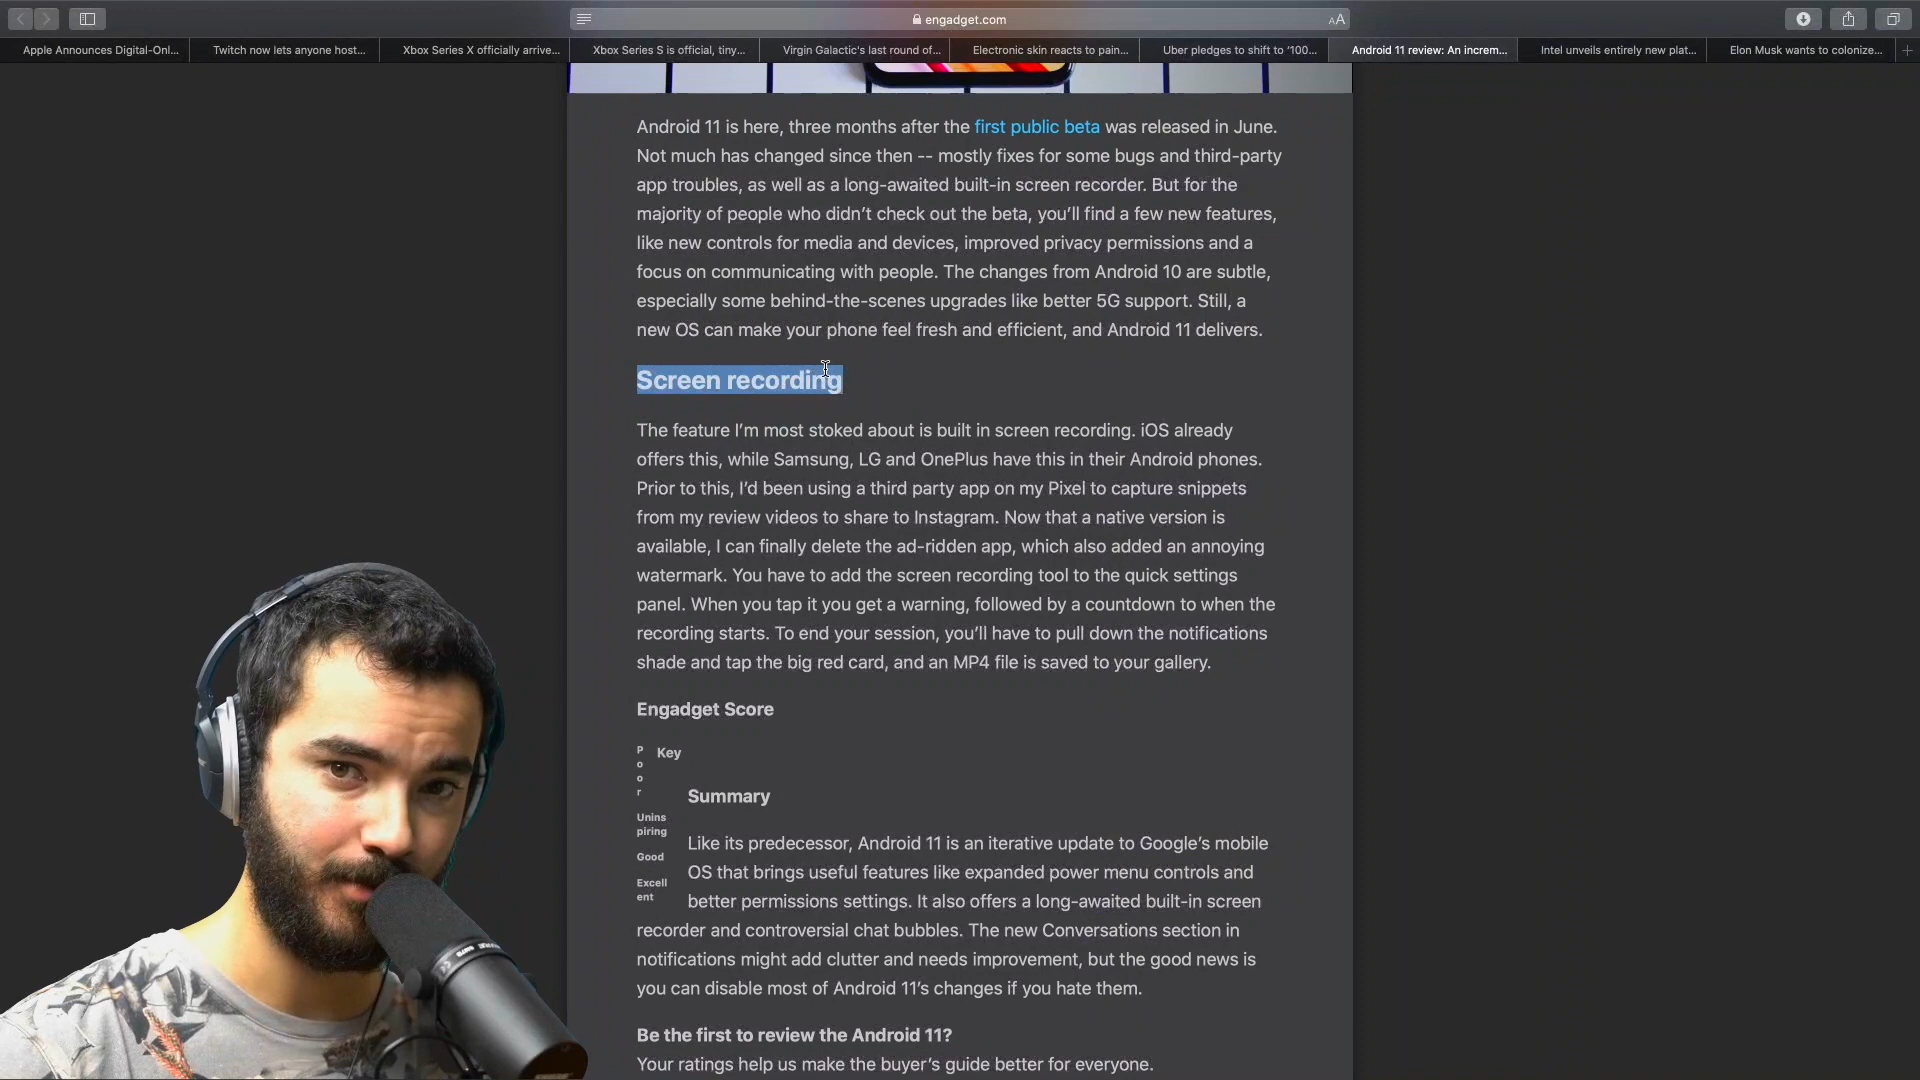 engadget.com
AA
Apple Announces Digital-Onl...
Twitch now lets anyone host...
Xbox Series X officially arrive...
Xbox Series S is official, tiny...
Virgin Galactic's last round of...
Electronic skin reacts to pain...
Uber pledges to shift to '100...
Android 11 review: An increm...
Intel unveils entirely new plat...
Elon Musk wants to colonize...
Android 11 is here, three months after the first public beta was released in June.
Not much has changed since then -- mostly fixes for some bugs and third-party
app troubles, as well as a long-awaited built-in screen recorder. But for the
majority of people who didn’t check out the beta, you’ll find a few new features,
like new controls for media and devices, improved privacy permissions and a
focus on communicating with people. The changes from Android 10 are subtle,
especially some behind-the-scenes upgrades like better 5G support. Still, a
new OS can make your phone feel fresh and efficient, and Android 11 delivers.
Screen recording
The feature I’m most stoked about is built in screen recording. iOS already
offers this, while Samsung, LG and OnePlus have this in their Android phones.
Prior to this, I’d been using a third party app on my Pixel to capture snippets
from my review videos to share to Instagram. Now that a native version is
available, I can finally delete the ad-ridden app, which also added an annoying
watermark. You have to add the screen recording tool to the quick settings
panel. When you tap it you get a warning, followed by a countdown to when the
recording starts. To end your session, you’ll have to pull down the notifications
shade and tap the big red card, and an MP4 file is saved to your gallery.
Engadget Score
P
o
o
r
Unins
piring
Good
Excell
ent
Key
Summary
Like its predecessor, Android 11 is an iterative update to Google’s mobile
OS that brings useful features like expanded power menu controls and
better permissions settings. It also offers a long-awaited built-in screen
recorder and controversial chat bubbles. The new Conversations section in
notifications might add clutter and needs improvement, but the good news is
you can disable most of Android 11’s changes if you hate them.
Be the first to review the Android 11?
Your ratings help us make the buyer’s guide better for everyone.